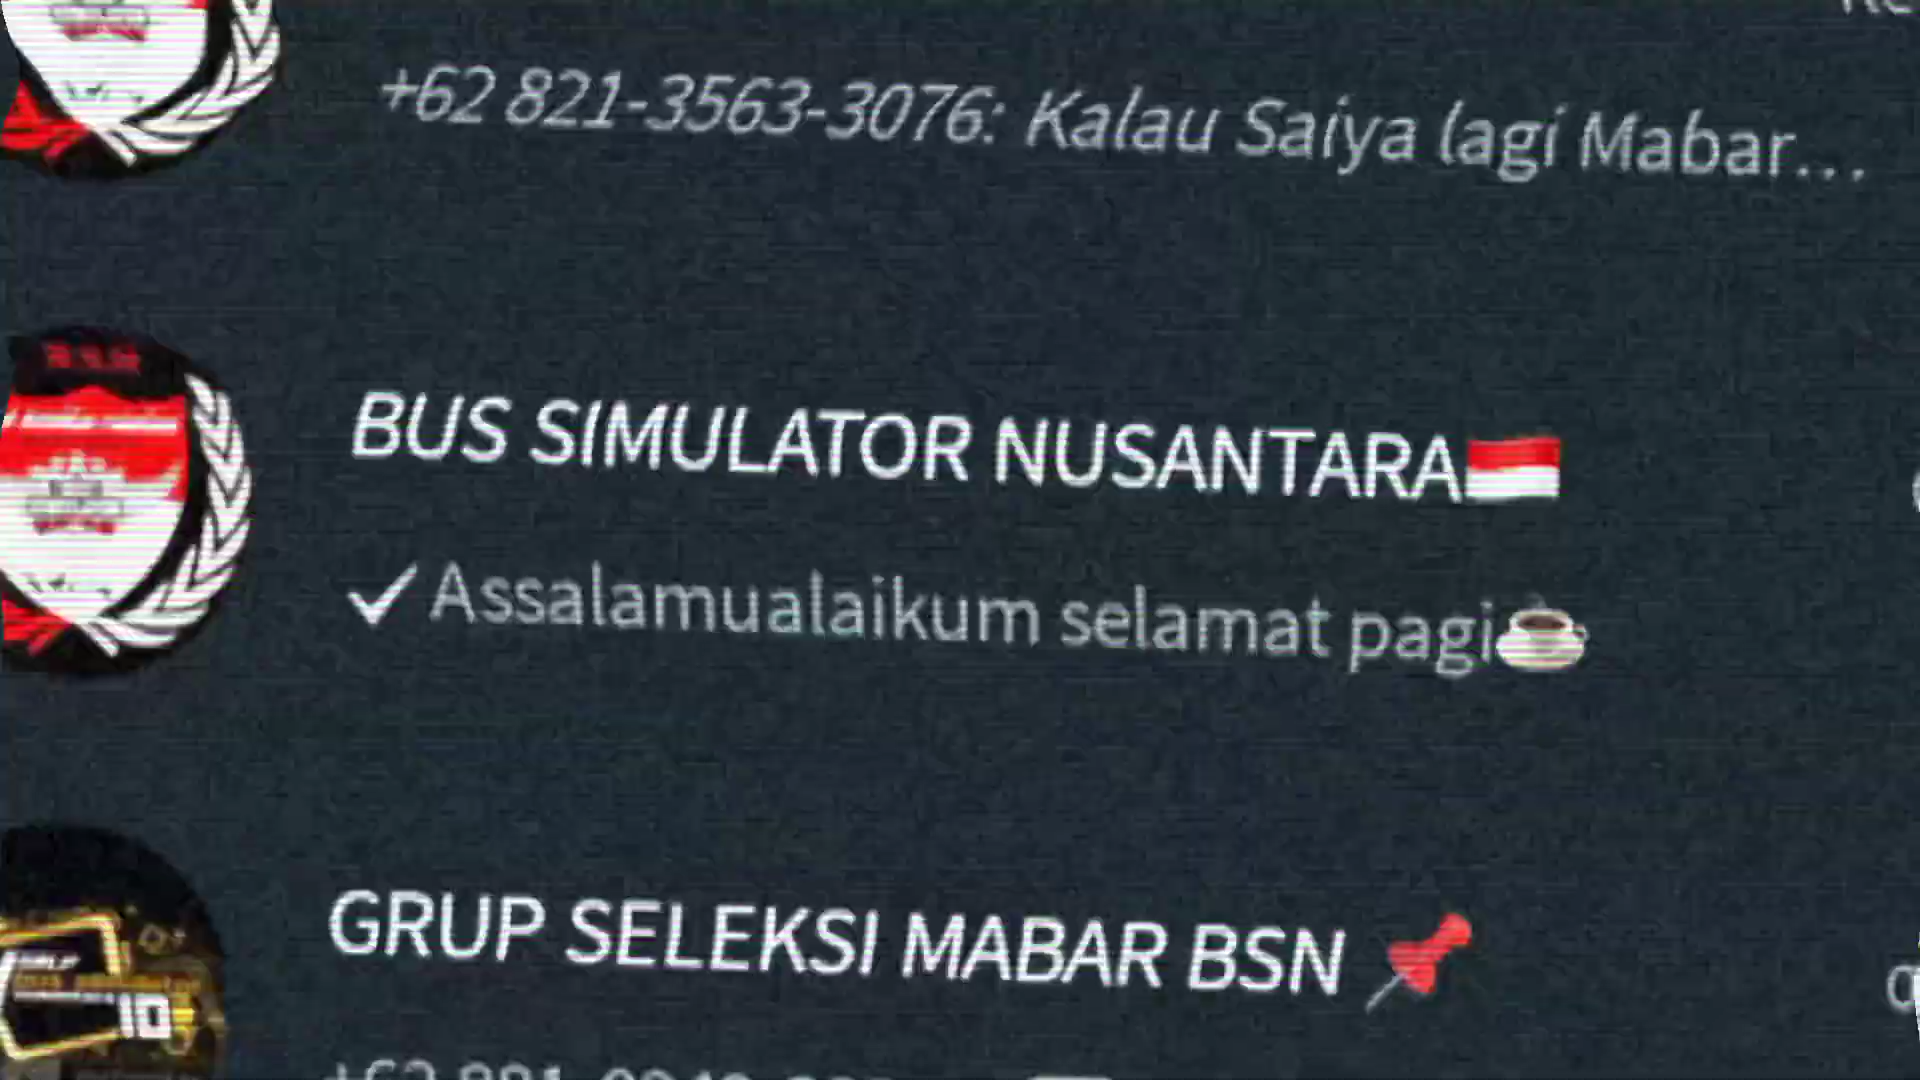 +62 821-3563-3076: Kalau Saiya lagi Mabar...
BUS SIMULATOR NUSANTARA🇮🇩
✓ Assalamualaikum selamat pagi☕
GRUP SELEKSI MABAR BSN 📌